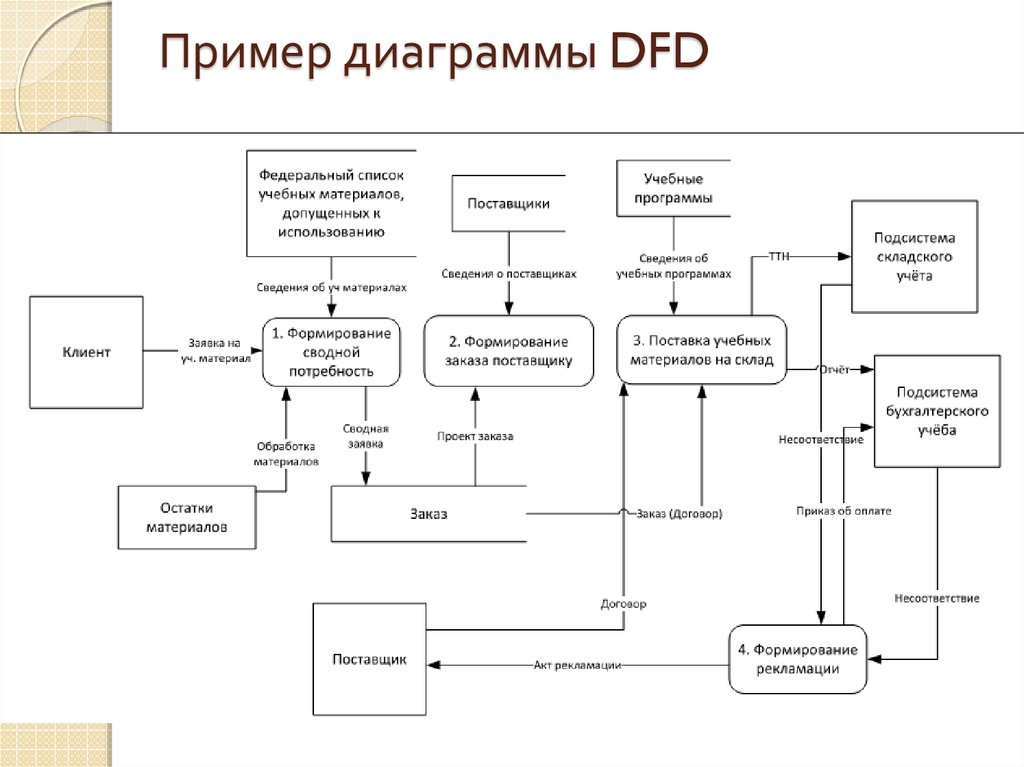 Пример диаграммы DFD
Федеральный список
учебных материалов,
допущенных к
использованию
Поставщики
Учебные
программы
Подсистема
складского
учёта
ТТН
Сведения об уч материалах
Сведения о поставщиках
Сведения об
учебных программах
Клиент
Заявка на
уч. материал
1. Формирование
сводной
потребность
2. Формирование
заказа поставщику
3. Поставка учебных
материалов на склад
Отчёт
Подсистема
бухгалтерского
учёба
Обработка
материалов
Сводная
заявка
Проект заказа
Несоответствие
Остатки
материалов
Заказ
Заказ (Договор)
Приказ об оплате
Договор
Несоответствие
Поставщик
Акт рекламации
4. Формирование
рекламации